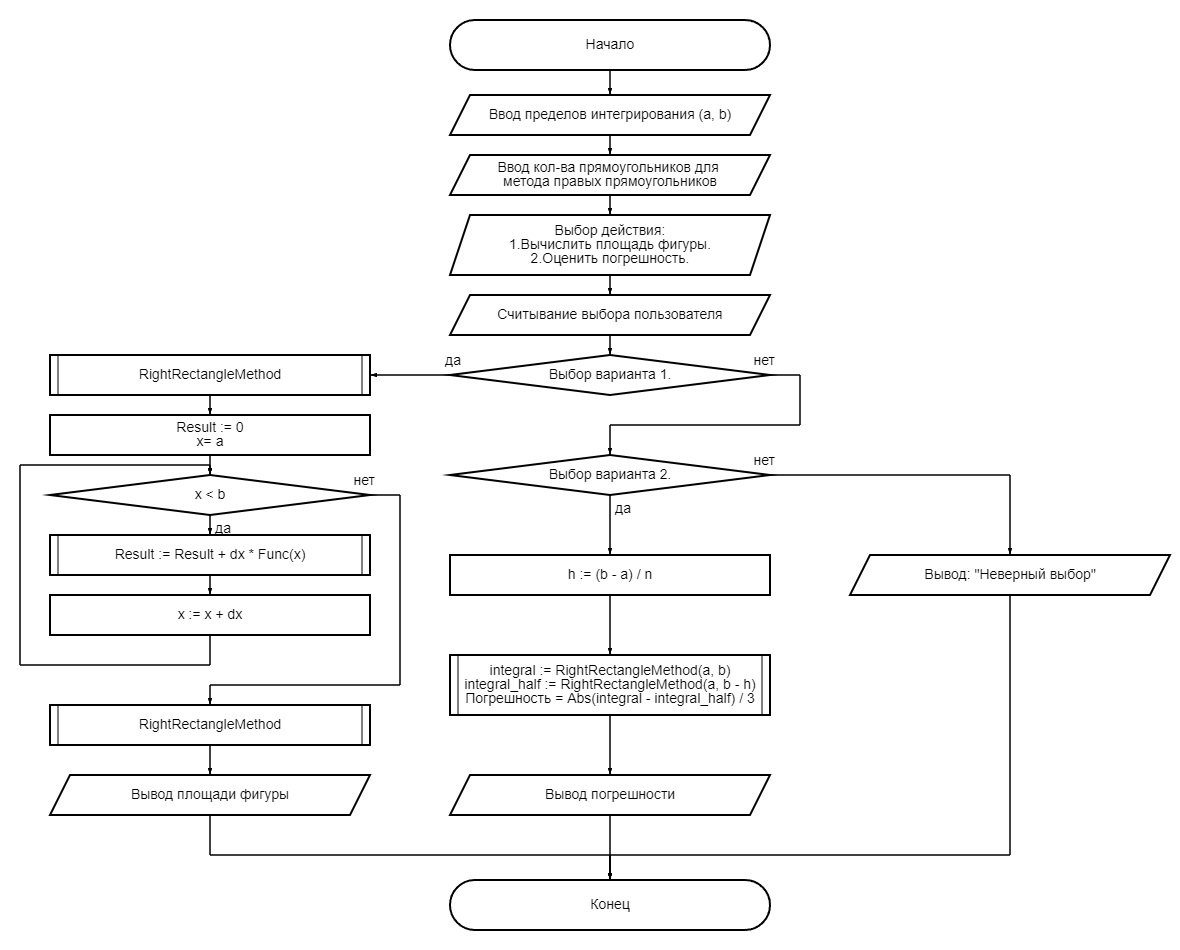 Начало
Ввод пределов интегрирования (a, b)
Ввод кол-ва прямоугольников для
метода правых прямоугольников
Выбор действия:
1.Вычислить площадь фигуры.
2.Оценить погрешность.
Считывание выбора пользователя
да
Выбор варианта 1.
нет
RightRectangleMethod
Result := 0
x= a
x < b
нет
да
Result := Result + dx * Func(x)
x := x + dx
RightRectangleMethod
Вывод площади фигуры
Выбор варианта 2.
нет
да
h := (b - a) / n
integral := RightRectangleMethod(a, b)
integral_half := RightRectangleMethod(a, b - h)
Погрешность = Abs(integral - integral_half) / 3
Вывод погрешности
Вывод: "Неверный выбор"
Конец